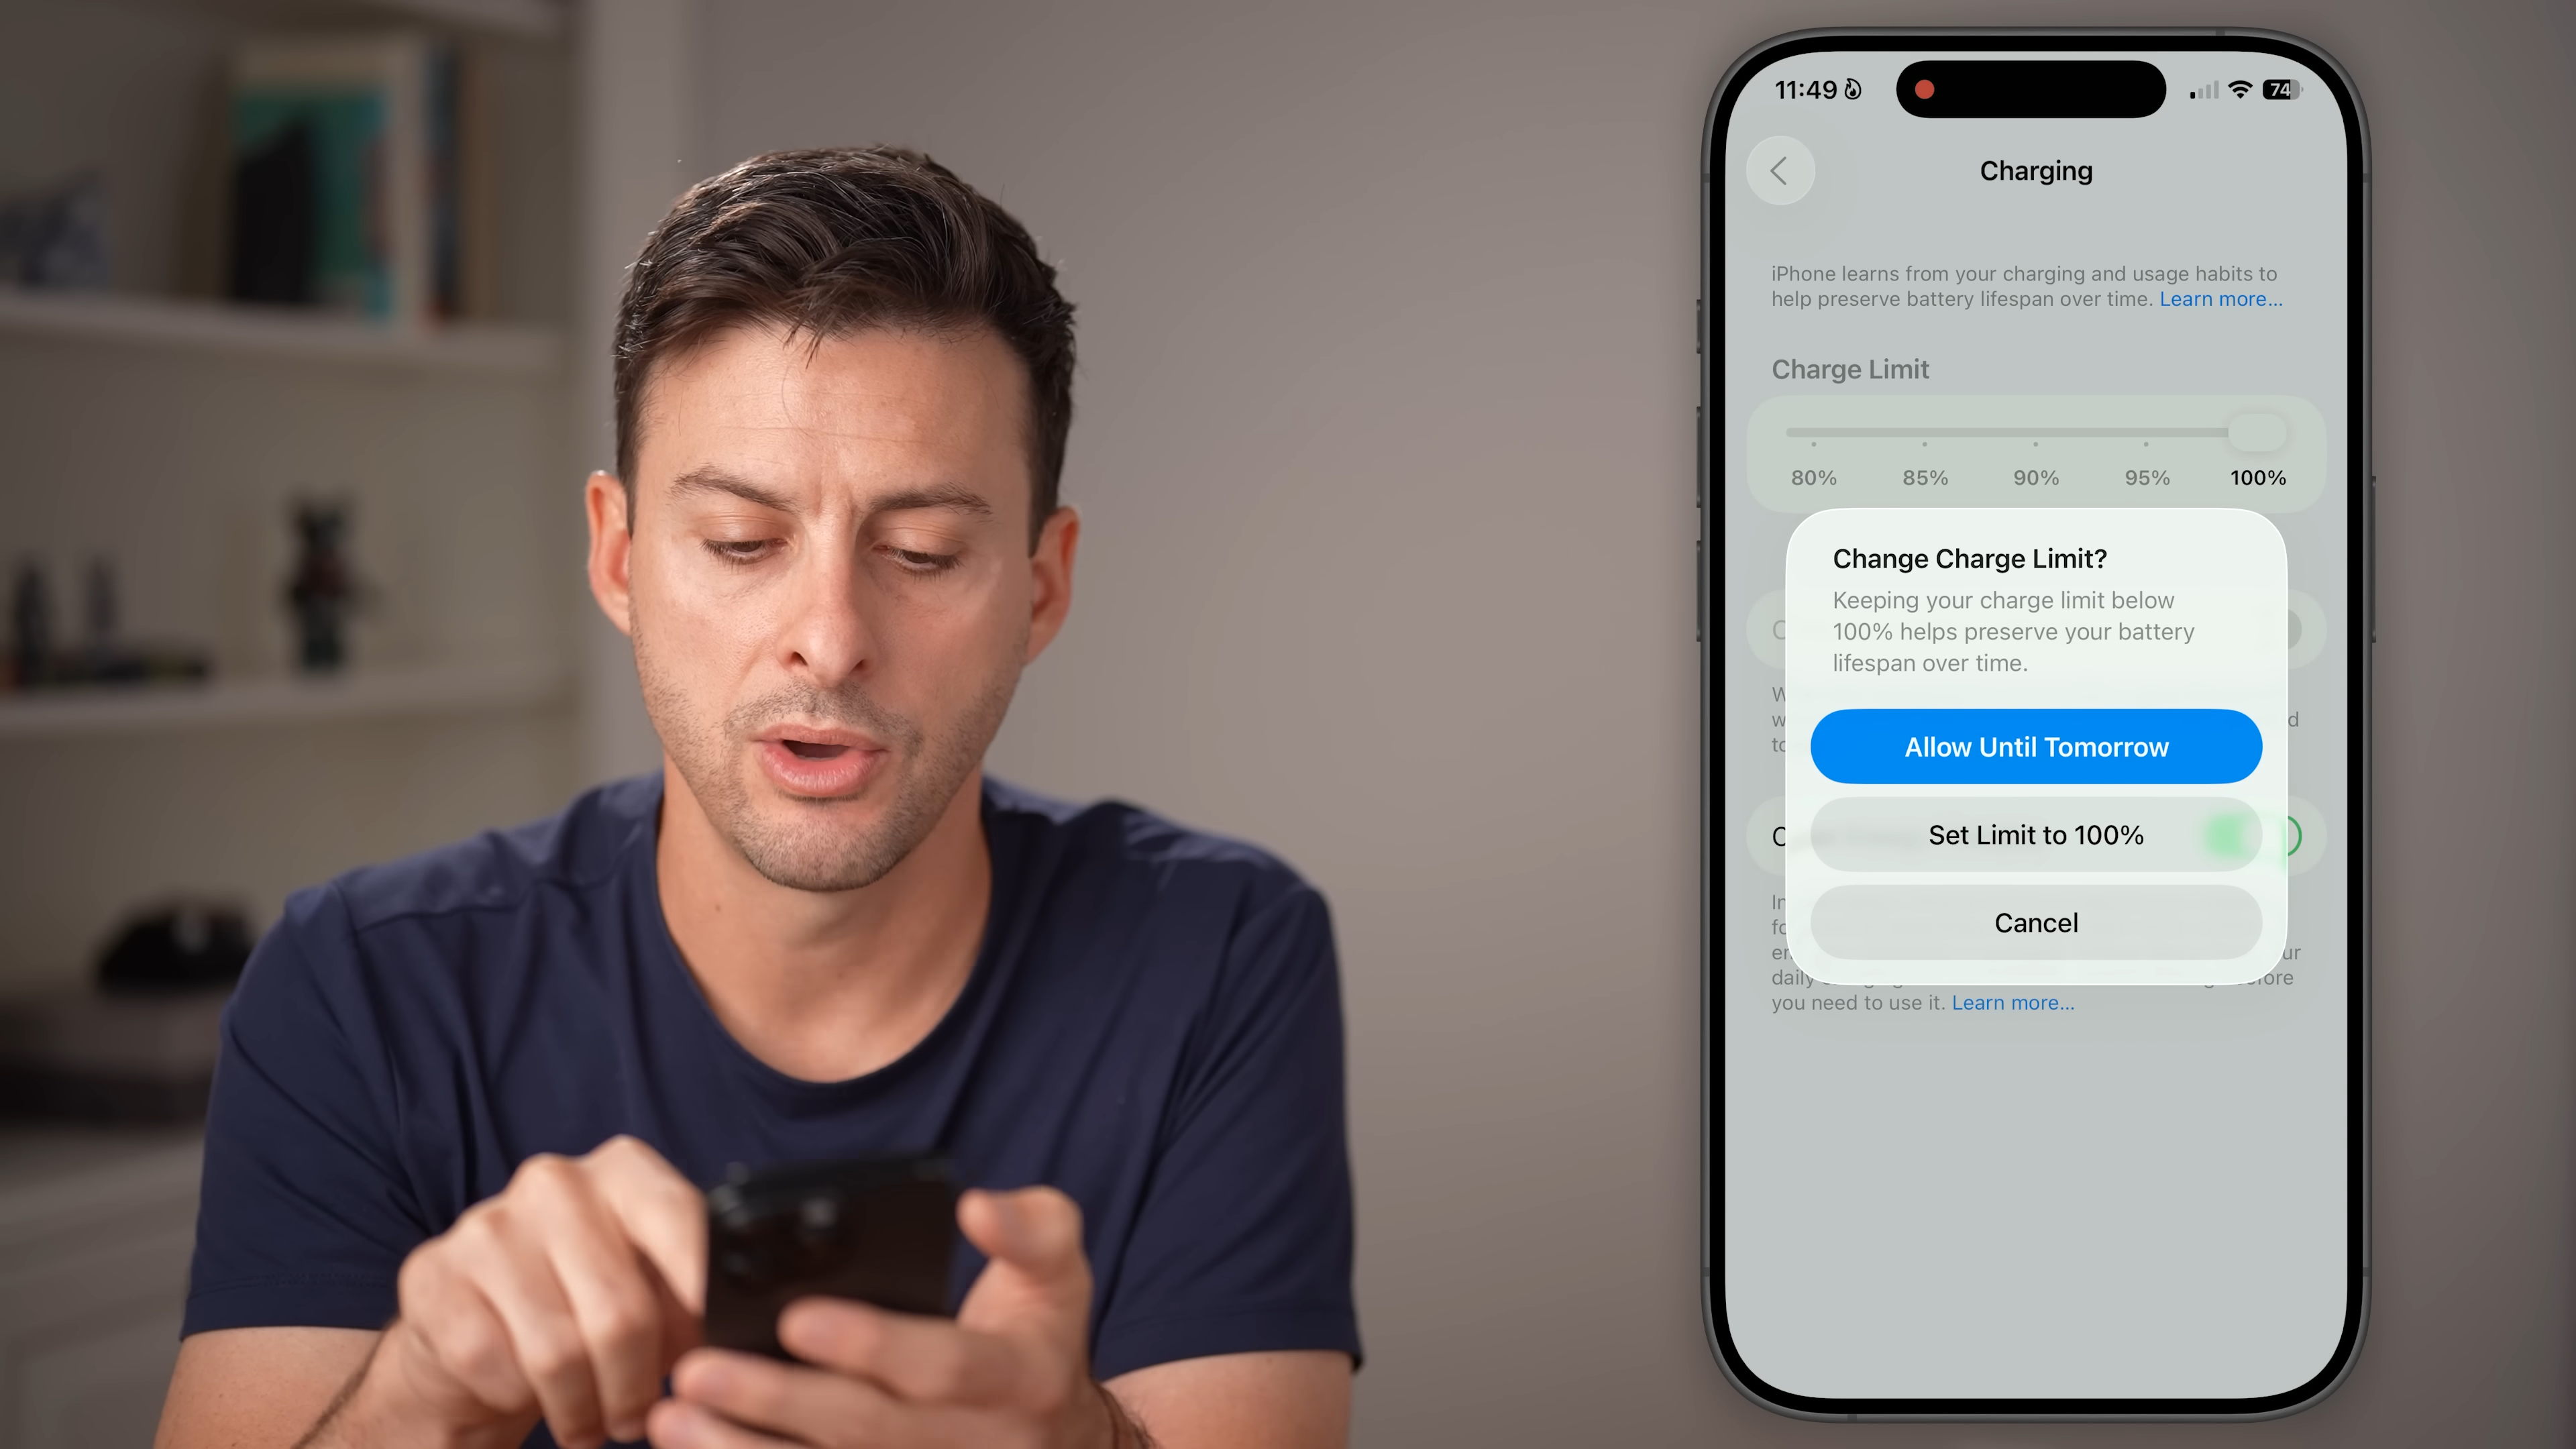 11:49
74
Charging
iPhone learns from your charging and usage habits to
help preserve battery lifespan over time. Learn more...
Charge Limit
80% 85% 90% 95% 100%
Change Charge Limit?
Keeping your charge limit below
100% helps preserve your battery
lifespan over time.
Allow Until Tomorrow
Set Limit to 100%
Cancel
daily
you need to use it. Learn more...